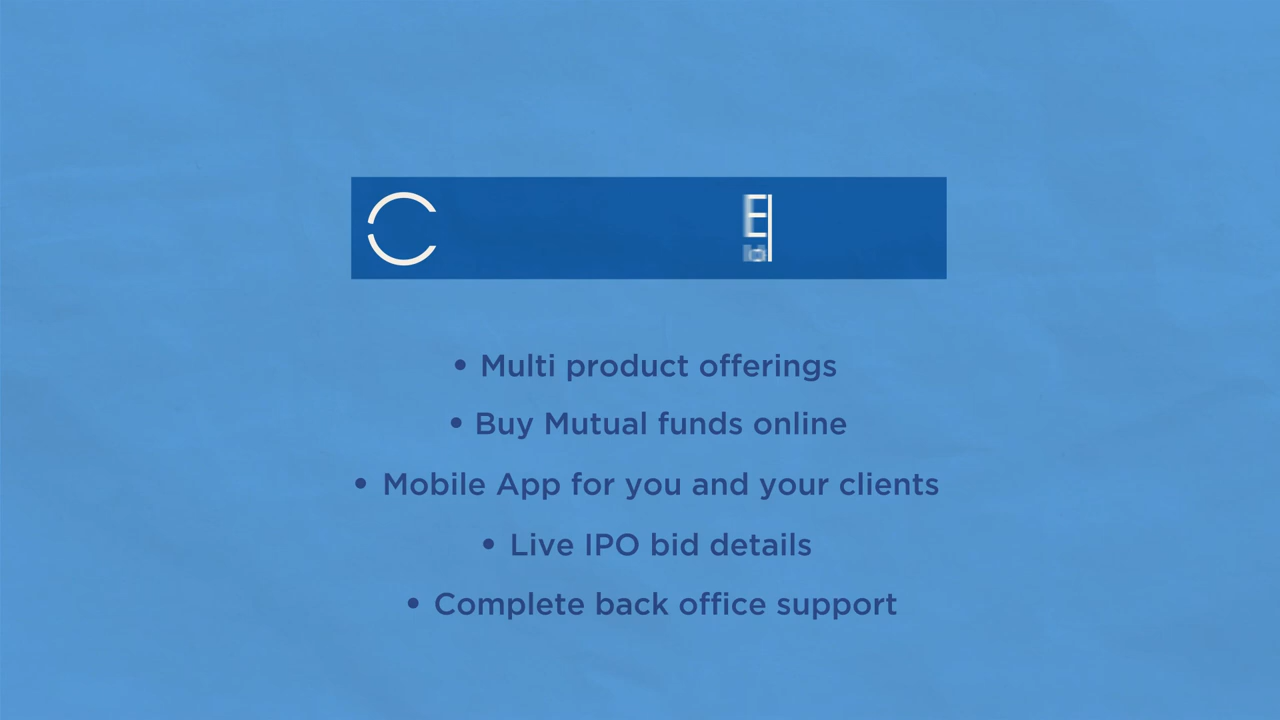 • Multi product offerings
• Buy Mutual funds online
• Mobile App for you and your clients
• Live IPO bid details
• Complete back office support